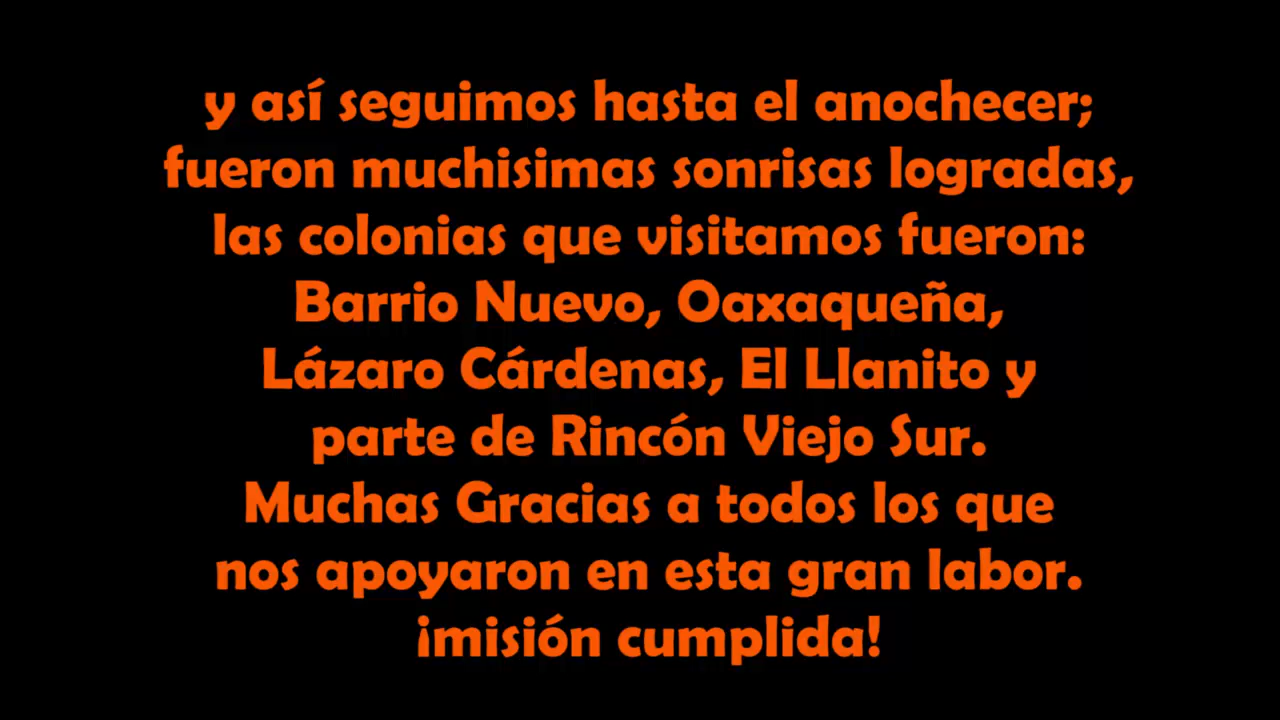 y así seguimos hasta el anochecer;
fueron muchisimas sonrisas logradas,
las colonias que visitamos fueron:
Barrio Nuevo, Oaxaqueña,
Lázaro Cárdenas, El Llanito y
parte de Rincón Viejo Sur.
Muchas Gracias a todos los que
nos apoyaron en esta gran labor.
¡misión cumplida!